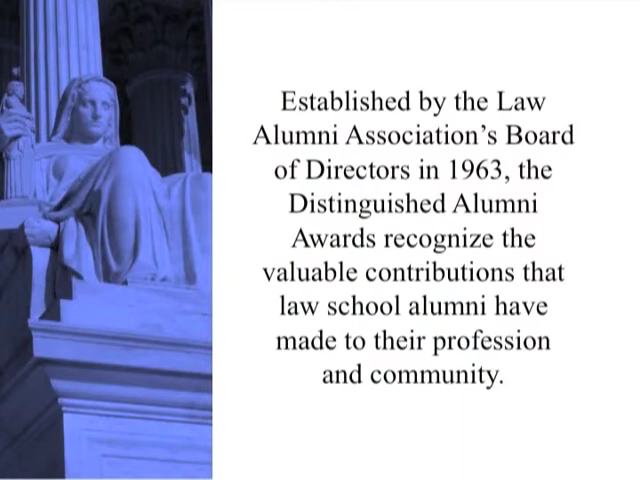 Established by the Law
Alumni Association’s Board
of Directors in 1963, the
Distinguished Alumni
Awards recognize the
valuable contributions that
law school alumni have
made to their profession
and community.